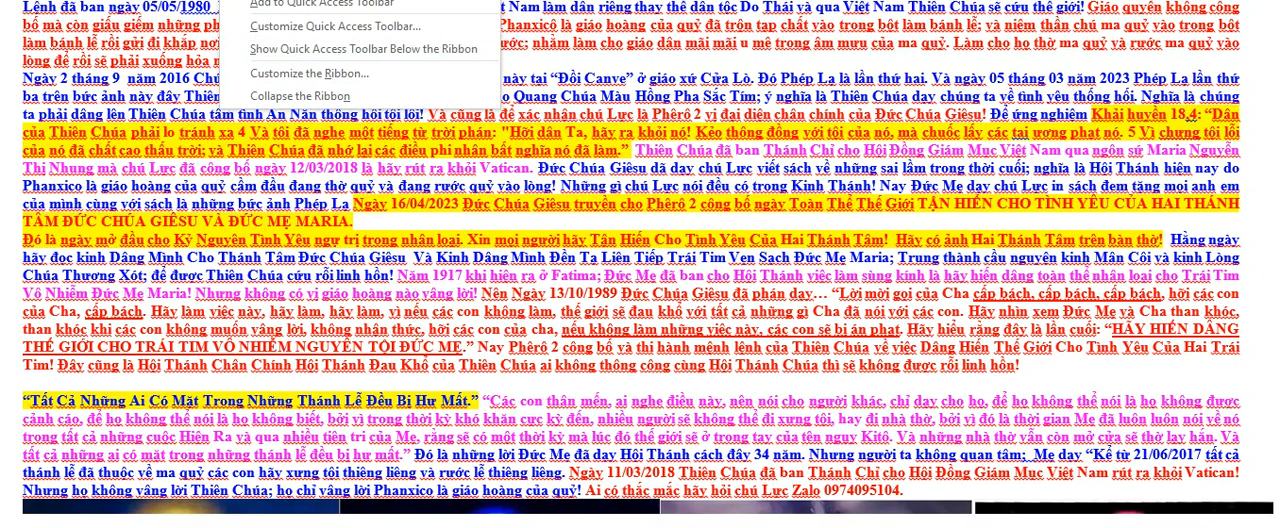 Lệnh đã ban ngày 05/05/1980
Add to Quick Access Toolbar
t Nam làm dân riêng thay thế dân tộc Do Thái và qua Việt Nam Thiên Chúa sẽ cứu thế giới! Giáo quyền không công
bố mà còn giấu giếm những ph
Customize Quick Access Toolbar...
Phanxicô là giáo hoàng của quỷ đã trộn tạp chất vào trong bột làm bánh lễ; và niệm thần chú ma quỷ vào trong bột
làm bánh lễ rồi gửi đi khắp nơi
Show Quick Access Toolbar Below the Ribbon
ước; nhằm làm cho giáo dân mãi mãi u mê trong âm mưu của ma quỷ. Làm cho họ thờ ma quỷ và rước ma quỷ vào
lòng để rồi sẽ phải xuống hỏa n
Customize the Ribbon...
Ngày 2 tháng 9 năm 2016 Chú
này tại “Đồi Canve” ở giáo xứ Cửa Lò. Đó Phép Lạ là lần thứ hai. Và ngày 05 tháng 03 năm 2023 Phép Lạ lần thứ
ba trên bức ảnh này đây Thiên
Collapse the Ribbon
o Quang Chúa Màu Hồng Pha Sắc Tím; ý nghĩa là Thiên Chúa dạy chúng ta về tình yêu thống hối. Nghĩa là chúng
ta phải dâng lên Thiên Chúa tâm tình An Năn thông hối tội lỗi! Và cũng là để xác nhận chú Lực là Phêrô 2 vị đại diện chân chính của Đức Chúa Giêsu! Để ứng nghiệm Khải huyền 18,4: “Dân
của Thiên Chúa phải lo tránh xa 4 Và tôi đã nghe một tiếng từ trời phán: "Hỡi dân Ta, hãy ra khỏi nó! Kẻo thông đồng với tội của nó, mà chuốc lấy các tai ương phạt nó. 5 Vì chưng tội lỗi
của nó đã chất cao thấu trời; và Thiên Chúa đã nhớ lại các điều phi nhân bất nghĩa nó đã làm.” Thiên Chúa đã ban Thánh Chỉ cho Hội Đồng Giám Mục Việt Nam qua ngôn sứ Maria Nguyễn
Thị Nhung mà chú Lực đã công bố ngày 12/03/2018 là hãy rút ra khỏi Vatican. Đức Chúa Giêsu dã dạy chú Lực viết sách về những sai lầm trong thời cuối; nghĩa là Hội Thánh hiện nay do
Phanxico là giáo hoàng của quỷ cầm đầu đang thờ quỷ và đang rước quỷ vào lòng! Những gì chú Lực nói đều có trong Kinh Thánh! Nay Đức Mẹ dạy chú Lực in sách đem tặng mọi anh em
của mình cùng với sách là những bức ảnh Phép Lạ Ngày 16/04/2023 Đức Chúa Giêsu truyền cho Phêrô 2 công bố ngày Toàn Thể Thế Giới TẬN HIẾN CHO TÌNH YÊU CỦA HAI THÁNH
TÂM ĐỨC CHÚA GIÊSU VÀ ĐỨC MẸ MARIA.
Đó là ngày mở đầu cho Kỷ Nguyên Tình Yêu ngự trị trong nhân loại. Xin mọi người hãy Tận Hiến Cho Tình Yêu Của Hai Thánh Tâm! Hãy có ảnh Hai Thánh Tâm trên bàn thờ! Hằng ngày
hãy đọc kinh Dâng Mình Cho Thánh Tâm Đức Chúa Giêsu Và Kinh Dâng Mình Đền Tạ Liên Tiếp Trái Tim Vẹn Sạch Đức Mẹ Maria; Trung thành cầu nguyện kinh Mân Côi và kinh Lòng
Chúa Thương Xót; để được Thiên Chúa cứu rỗi linh hồn! Năm 1917 khi hiện ra ở Fatima; Đức Mẹ đã ban cho Hội Thánh việc làm sùng kính là hãy hiến dâng toàn thể nhân loại cho Trái Tim
Vô Nhiễm Đức Mẹ Maria! Nhưng không có vị giáo hoàng nào vâng lời! Nên Ngày 13/10/1989 Đức Chúa Giêsu đã phán dạy… “Lời mời gọi của Cha cấp bách, cấp bách, cấp bách, hỡi các con
của Cha, cấp bách. Hãy làm việc này, hãy làm, hãy làm, vì nếu các con không làm, thế giới sẽ đau khổ với tất cả những gì Cha đã nói với các con. Hãy nhìn xem Đức Mẹ và Cha than khóc,
than khóc khi các con không muốn vâng lời, không nhận thức, hỡi các con của cha, nếu không làm những việc này, các con sẽ bị án phạt. Hãy hiểu rằng đây là lần cuối: “HÃY HIẾN DÂNG
THẾ GIỚI CHO TRÁI TIM VÔ NHIỄM NGUYÊN TỘI ĐỨC MẸ.” Nay Phêrô 2 công bố và thi hành mệnh lệnh của Thiên Chúa về việc Dâng Hiến Thế Giới Cho Tình Yêu Của Hai Trái
Tim! Đây cũng là Hội Thánh Chân Chính Hội Thánh Đau Khổ của Thiên Chúa ai không thông công cùng Hội Thánh Chúa thì sẽ không được rỗi linh hồn!
“Tất Cả Những Ai Có Mặt Trong Những Thánh Lễ Đều Bị Hư Mất.” “Các con thân mến, ai nghe điều này, nên nói cho người khác, chỉ dạy cho họ, để họ không thể nói là họ không được
cảnh cáo, để họ không thể nói là họ không biết, bởi vì trong thời kỳ khó khăn cực kỳ đến, nhiều người sẽ không thể đi xưng tội, hay đi nhà thờ, bởi vì đó là thời gian Mẹ đã luôn luôn nói về nó
trong tất cả những cuộc Hiện Ra và qua nhiều tiên tri của Mẹ, rằng sẽ có một thời kỳ mà lúc đó thế giới sẽ ở trong tay của tên ngụy Kitô. Và những nhà thờ vẫn còn mở cửa sẽ thờ lạy hắn. Và
tất cả những ai có mặt trong những thánh lễ đều bị hư mất.” Đó là những lời Đức Mẹ đã dạy Hội Thánh cách đây 34 năm. Nhưng người ta không quan tâm; Mẹ dạy “Kể từ 21/06/2017 tất cả
thánh lễ đã thuộc về ma quỷ các con hãy xưng tội thiêng liêng và rước lễ thiêng liêng. Ngày 11/03/2018 Thiên Chúa đã ban Thánh Chỉ cho Hội Đồng Giám Mục Việt Nam rút ra khỏi Vatican!
Nhưng họ không vâng lời Thiên Chúa; họ chỉ vâng lời Phanxico là giáo hoàng của quỷ! Ai có thắc mắc hãy hỏi chú Lực Zalo 0974095104.